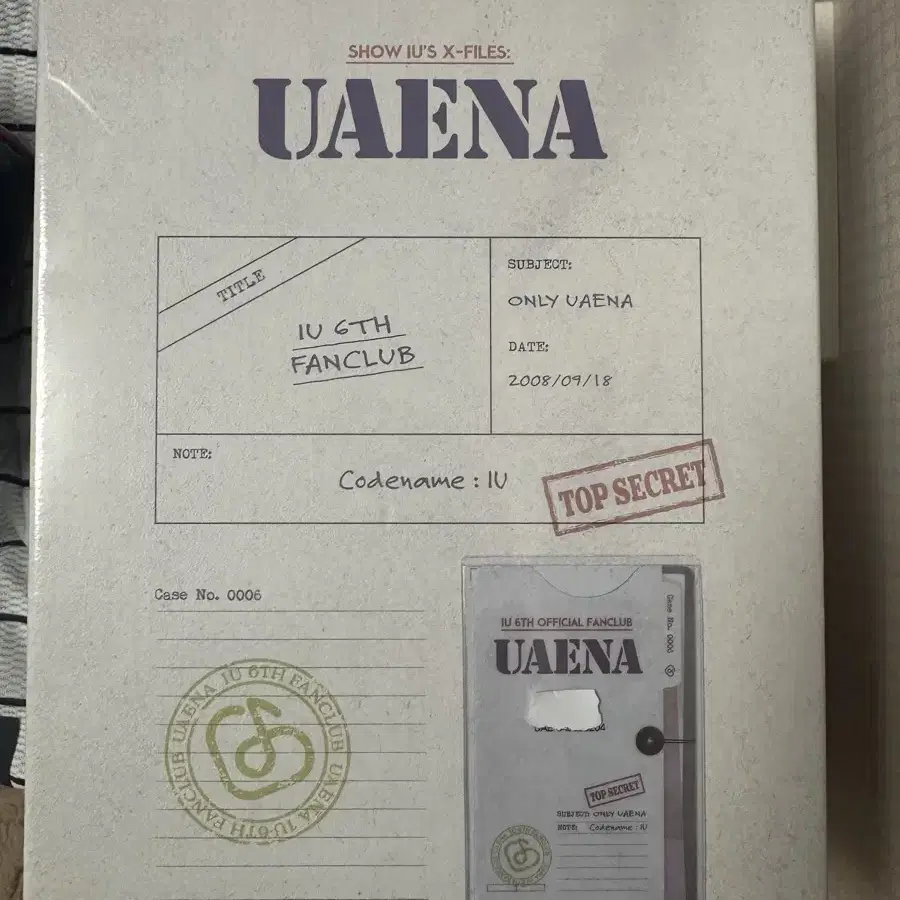 SHOW IU'S X-FILES:
UAENA
TITLE
IU 6TH
FANCLUB
SUBJECT:
ONLY UAENA
DATE:
2008/09/18
NOTE:
Codename : IU
TOP SECRET
Case No. 0006
UAENA IU 6TH FANCLUB UAENA IU 6TH FANCLUB
IU 6TH OFFICIAL FANCLUB
UAENA
Case No. 0006
TOP SECRET
SUBJECT: ONLY UAENA
NOTE: Codename : IU